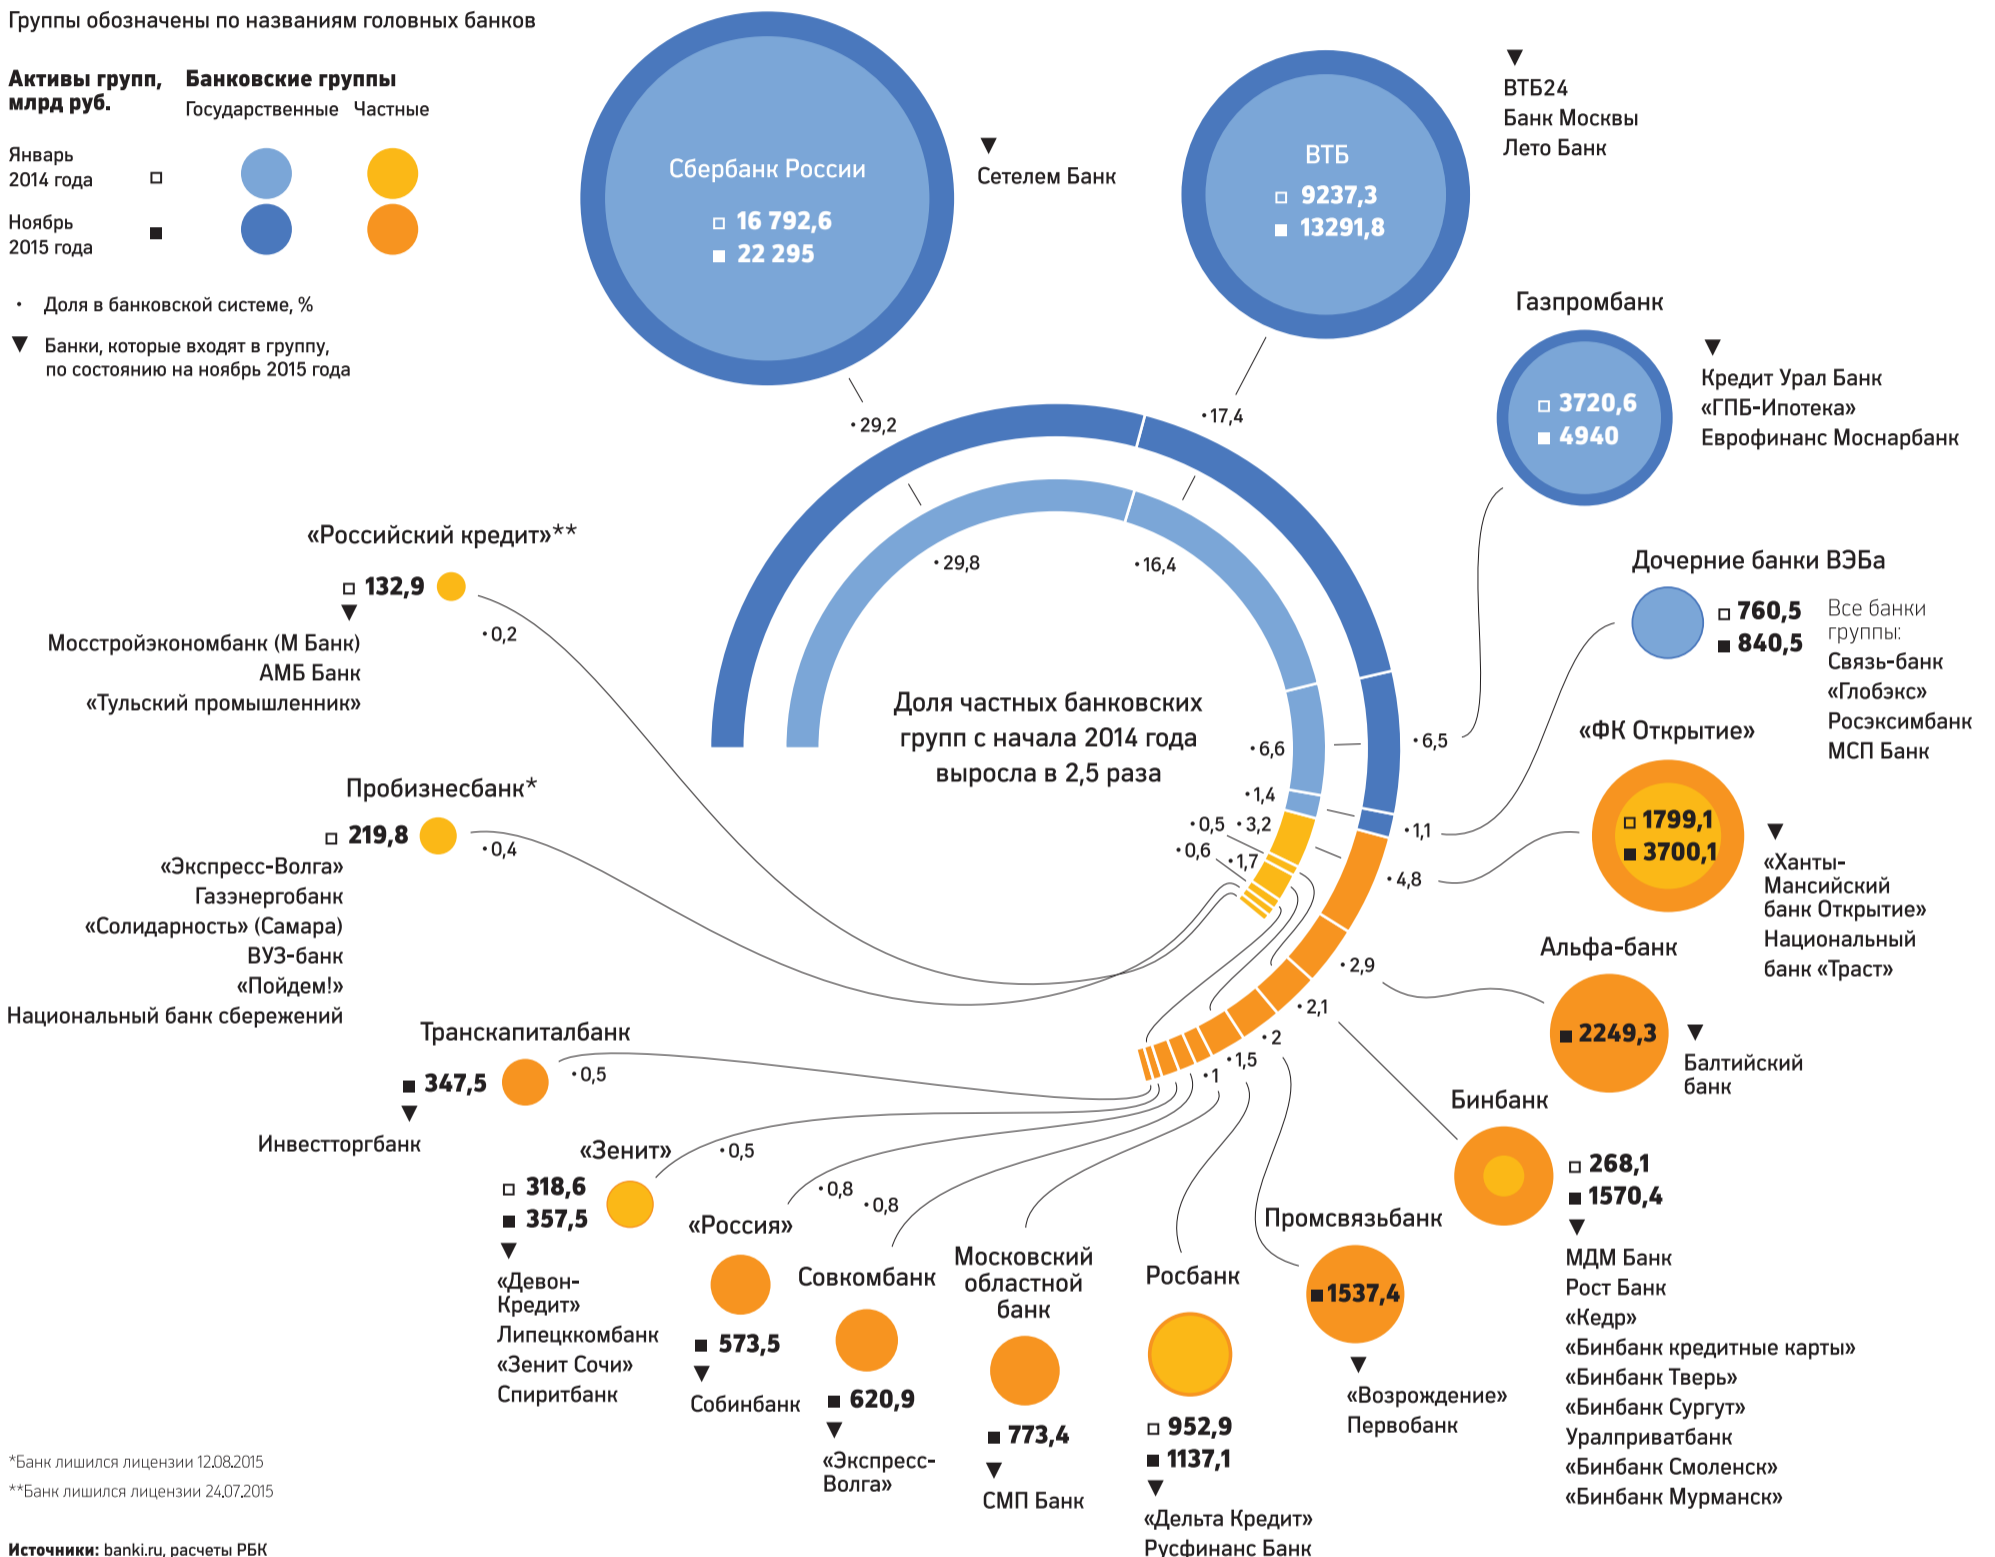 Группы обозначены по названиям головных банков
Активы групп,
млрд руб.
Банковские группы
Государственные Частные
Январь
2014 года
Ноябрь
2015 года
· Доля в банковской системе, %
▼ Банки, которые входят в группу,
по состоянию на ноябрь 2015 года
Сбербанк России
□ 16 792,6
■ 22 295
▼
Сетелем Банк
ВТБ
□ 9237,3
■ 13291,8
▼
ВТБ24
Банк Москвы
Лето Банк
Газпромбанк
□ 3720,6
■ 4940
▼
Кредит Урал Банк
«ГПБ-Ипотека»
Еврофинанс Моснарбанк
Дочерние банки ВЭБа
□ 760,5
■ 840,5
Все банки
группы:
Связь-банк
«Глобэкс»
Росэксимбанк
МСП Банк
«ФК Открытие»
□ 1799,1
■ 3700,1
▼
«Ханты-
Мансийский
банк Открытие»
Национальный
банк «Траст»
Альфа-банк
■ 2249,3
▼
Балтийский
банк
Бинбанк
□ 268,1
■ 1570,4
▼
МДМ Банк
Рост Банк
«Кедр»
«Бинбанк кредитные карты»
«Бинбанк Тверь»
«Бинбанк Сургут»
Уралприватбанк
«Бинбанк Смоленск»
«Бинбанк Мурманск»
Промсвязьбанк
■ 1537,4
▼
«Возрождение»
Первобанк
Росбанк
□ 952,9
■ 1137,1
▼
«Дельта Кредит»
Русфинанс Банк
Московский
областной
банк
■ 773,4
▼
СМП Банк
Совкомбанк
■ 620,9
▼
«Экспресс-
Волга»
«Россия»
■ 573,5
▼
Собинбанк
«Зенит»
□ 318,6
■ 357,5
▼
«Девон-
Кредит»
Липецккомбанк
«Зенит Сочи»
Спиритбанк
Транскапиталбанк
■ 347,5
▼
Инвестторгбанк
Пробизнесбанк*
□ 219,8
«Экспресс-Волга»
Газэнергобанк
«Солидарность» (Самара)
ВУЗ-банк
«Пойдем!»
Национальный банк сбережений
«Российский кредит»**
□ 132,9
▼
Мосстройэкономбанк (М Банк)
АМБ Банк
«Тульский промышленник»
·29,2
·17,4
·29,8
·16,4
Доля частных банковских
групп с начала 2014 года
выросла в 2,5 раза
·6,6
·6,5
·1,4
·1,1
·0,5 ·3,2
·0,6
·1,7
·4,8
·2,9
·2,1
·2
·1,5
·1
·0,8
·0,8
·0,5
·0,5
·0,4
·0,2
*Банк лишился лицензии 12.08.2015
**Банк лишился лицензии 24.07.2015
Источники: banki.ru, расчеты РБК